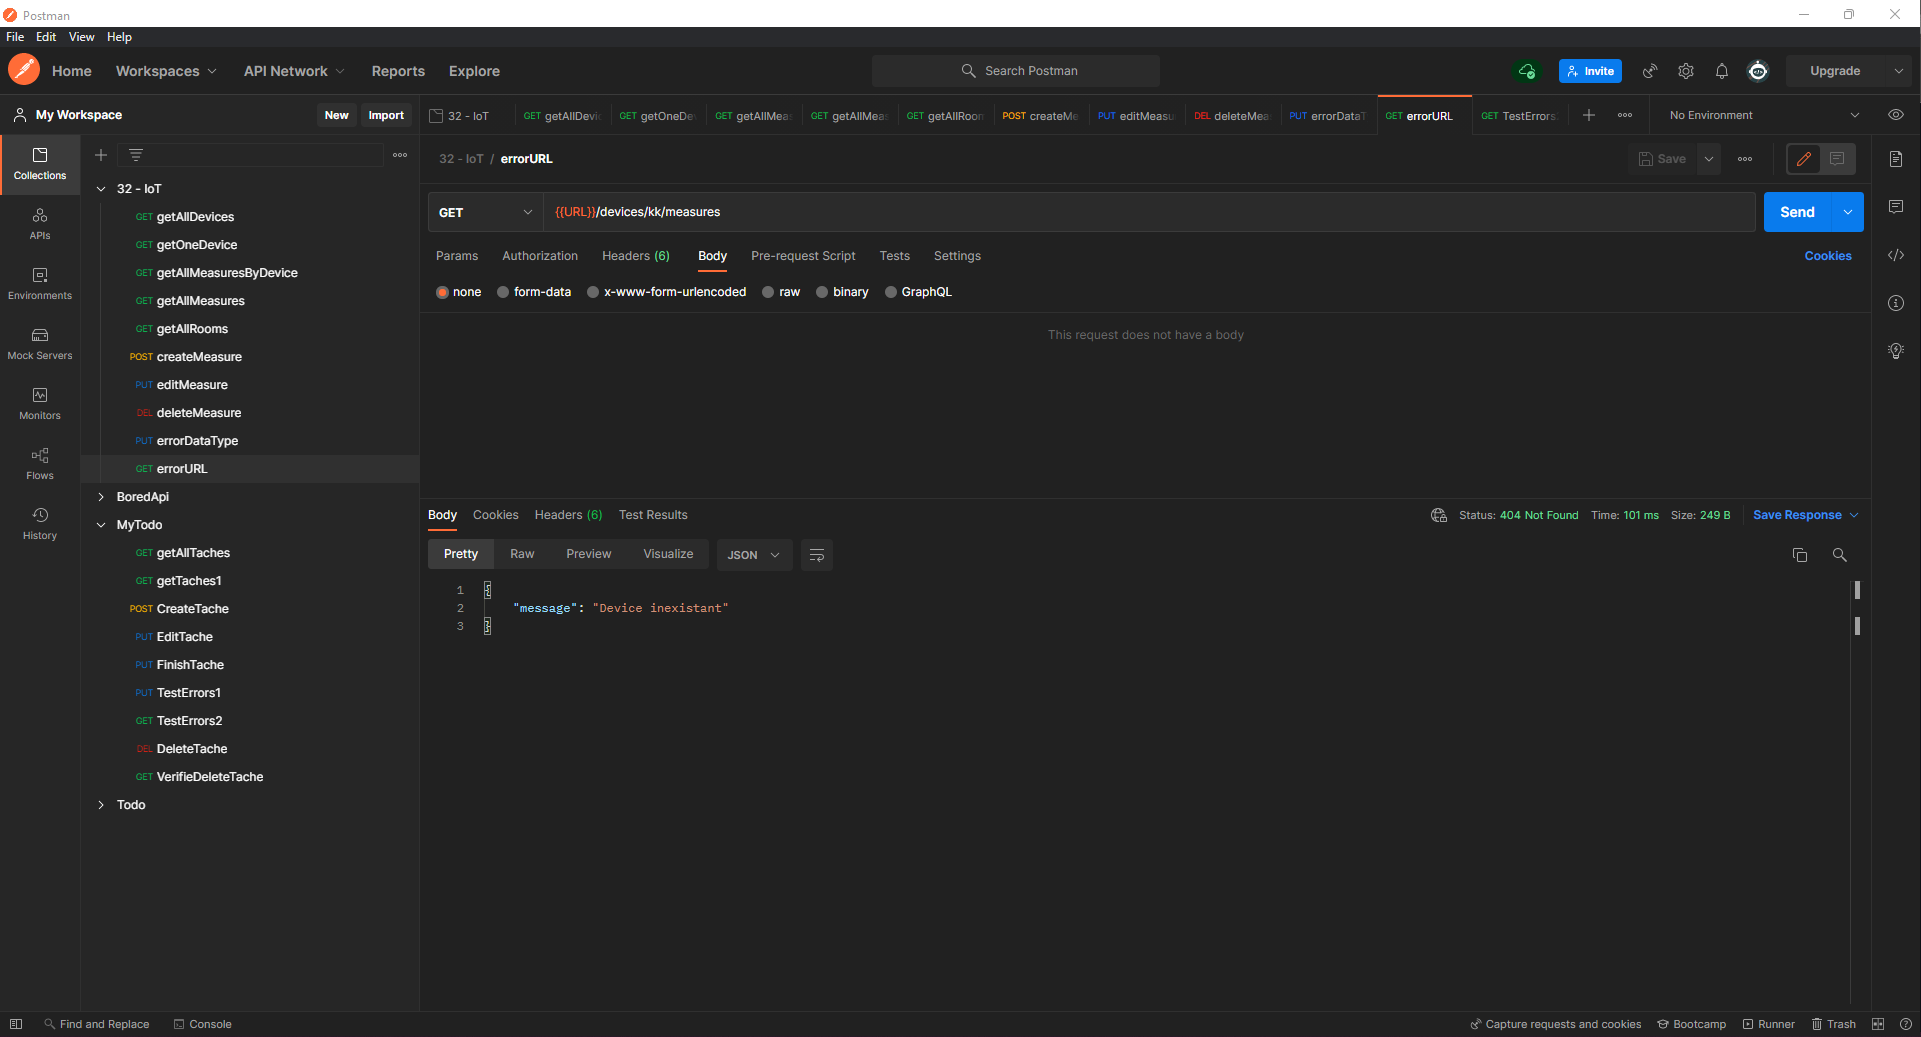 Postman
File Edit View Help
Home Workspaces API Network Reports Explore Search Postman Invite Upgrade
My Workspace New Import
32 - IoT GET getAllDevic GET getOneDev GET getAllMeas GET getAllMeas GET getAllRoon POST createMe PUT editMeasu DEL deleteMeas PUT errorDataT GET errorURL GET TestErrors No Environment
Collections
APIs
Environments
Mock Servers
Monitors
Flows
History
32 - IoT
GET getAllDevices
GET getOneDevice
GET getAllMeasuresByDevice
GET getAllMeasures
GET getAllRooms
POST createMeasure
PUT editMeasure
DEL deleteMeasure
PUT errorDataType
GET errorURL
BoredApi
MyTodo
GET getAllTaches
GET getTaches1
POST CreateTache
PUT EditTache
PUT FinishTache
PUT TestErrors1
GET TestErrors2
DEL DeleteTache
GET VerifieDeleteTache
Todo
32 - IoT / errorURL Save
GET {{URL}}/devices/kk/measures Send
Params Authorization Headers (6) Body Pre-request Script Tests Settings Cookies
none form-data x-www-form-urlencoded raw binary GraphQL
This request does not have a body
Body Cookies Headers (6) Test Results Status: 404 Not Found Time: 101 ms Size: 249 B Save Response
Pretty Raw Preview Visualize JSON
1 {
2 "message": "Device inexistant"
3 }
Find and Replace Console Capture requests and cookies Bootcamp Runner Trash